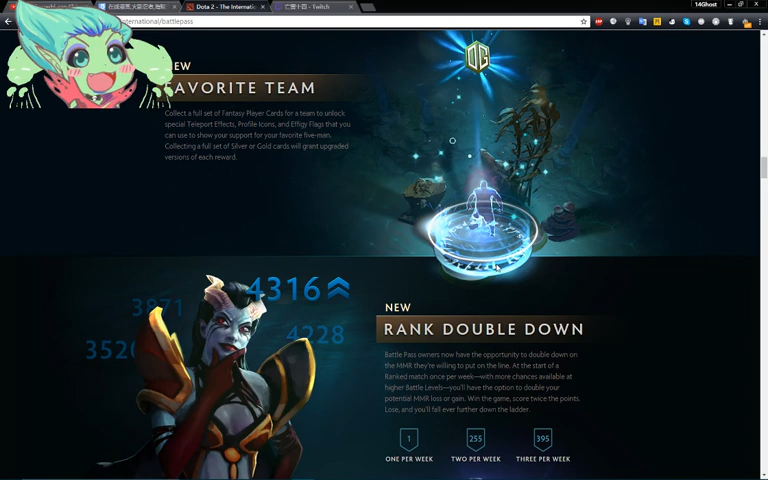 Dota 2 - The Internatio
亡國十四 - Twitch
14Ghost
international/battlepass
OG
FAVORITE TEAM
Collect a full set of Fantasy Player Cards for a team to unlock
special Teleport Effects, Profile Icons, and Effigy Flags that you
can use to show your support for your favorite five-man.
Collecting a full set of Silver or Gold cards will grant upgraded
versions of each reward.
4316
3871
4228
NEW
RANK DOUBLE DOWN
Battle Pass owners now have the opportunity to double down on
the MMR they're willing to put on the line. At the start of a
Ranked match once per week—with more chances available at
higher Battle Levels—you'll have the option to double your
potential MMR loss or gain. Win the game, score twice the points.
Lose, and you'll fall ever further down the ladder.
1 255 395
ONE PER WEEK TWO PER WEEK THREE PER WEEK